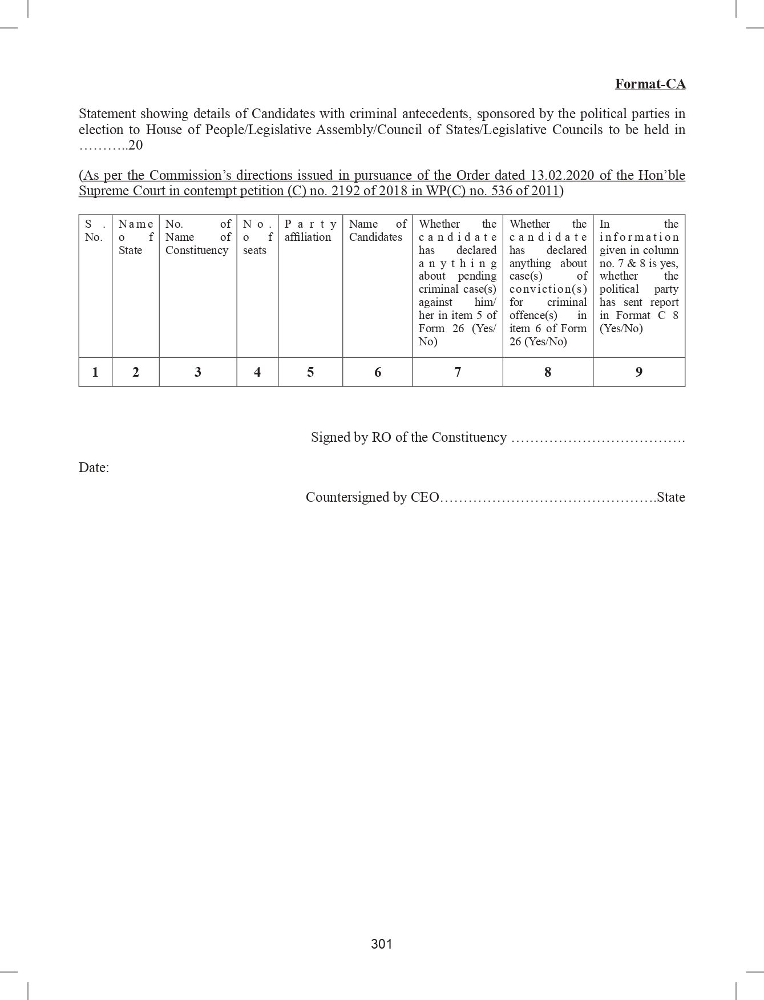 Format-CA
Statement showing details of Candidates with criminal antecedents, sponsored by the political parties in
election to House of People/Legislative Assembly/Council of States/Legislative Councils to be held in
………..20
(As per the Commission’s directions issued in pursuance of the Order dated 13.02.2020 of the Hon’ble
Supreme Court in contempt petition (C) no. 2192 of 2018 in WP(C) no. 536 of 2011)
S .
No.
Name
of
State
No. of
Name of
Constituency
No.
of
seats
Party
affiliation
Name of
Candidates
Whether the
candidate
has declared
anything
about pending
criminal case(s)
against him/
her in item 5 of
Form 26 (Yes/
No)
Whether the
candidate
has declared
anything about
case(s) of
conviction(s)
for criminal
offence(s) in
item 6 of Form
26 (Yes/No)
In the
information
given in column
no. 7 & 8 is yes,
whether the
political party
has sent report
in Format C 8
(Yes/No)
1 2 3 4 5 6 7 8 9
Signed by RO of the Constituency ……………………………….
Date:
Countersigned by CEO……………………………………….State
301